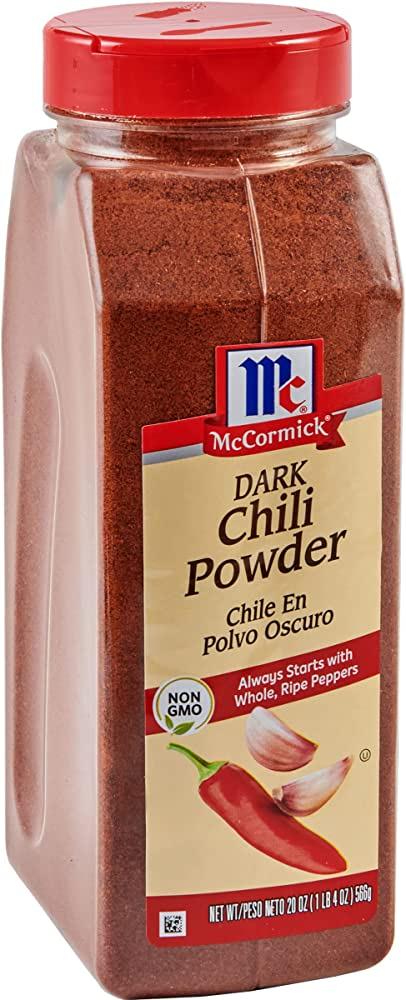 Mc®
McCormick®
DARK
Chili
Powder
Chile En
Polvo Oscuro
Always Starts with
Whole, Ripe Peppers
NON
GMO
U
NET WT/PESO NETO 20 OZ (1 LB 4 OZ) 566g